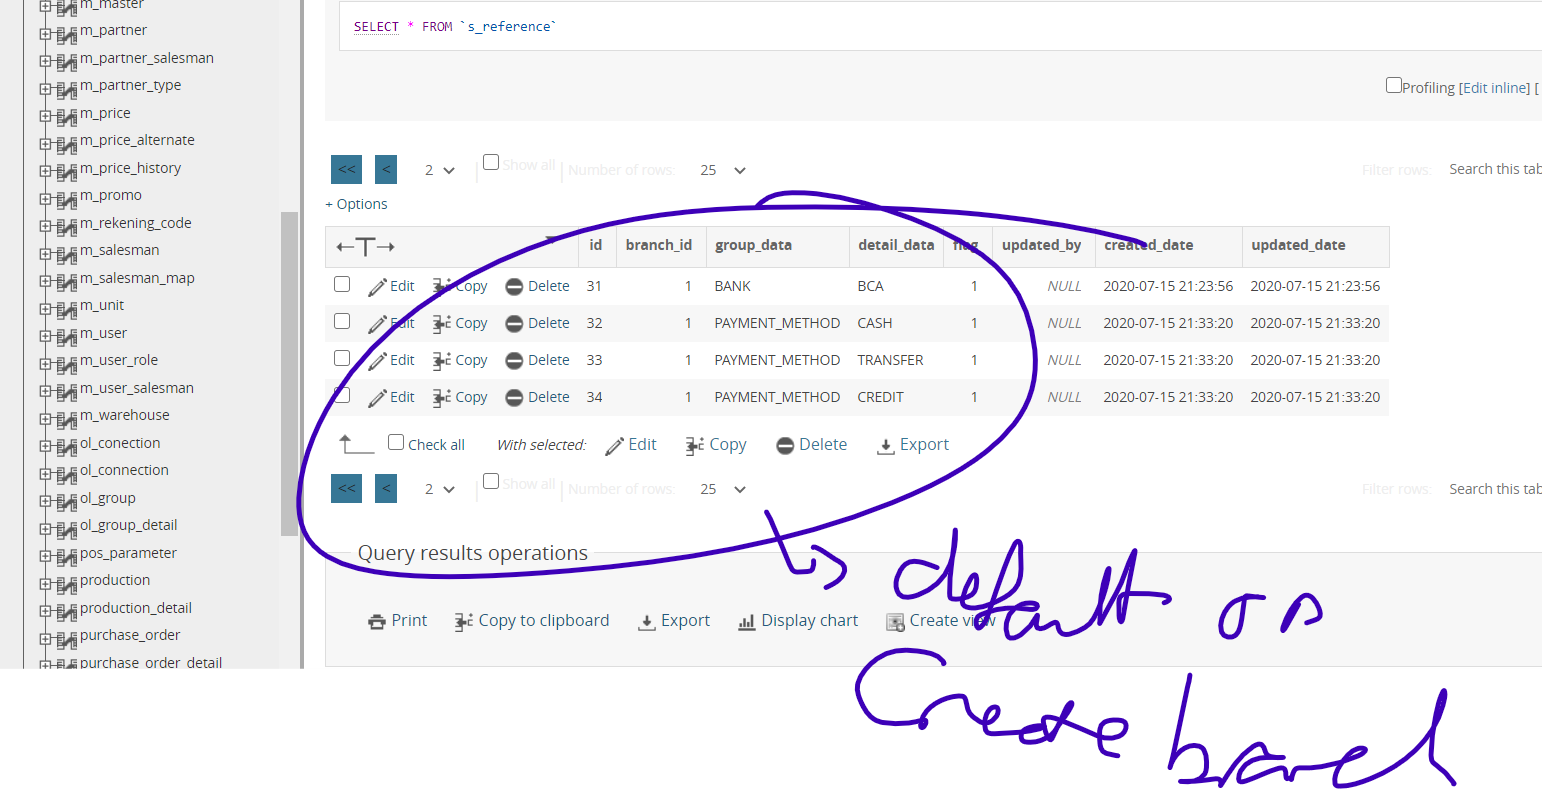 m_master
m_partner
m_partner_salesman
m_partner_type
m_price
m_price_alternate
m_price_history
m_promo
m_rekening_code
m_salesman
m_salesman_map
m_unit
m_user
m_user_role
m_user_salesman
m_warehouse
ol_conection
ol_connection
ol_group
ol_group_detail
pos_parameter
production
production_detail
purchase_order
purchase_order_detail
SELECT * FROM `s_reference`
Profiling [Edit inline] [
<< < 2 Show all Number of rows: 25 Filter rows: Search this tab
+ Options
←T→ id branch_id group_data detail_data flag updated_by created_date updated_date
Edit Copy Delete 31 1 BANK BCA 1 NULL 2020-07-15 21:23:56 2020-07-15 21:23:56
Edit Copy Delete 32 1 PAYMENT_METHOD CASH 1 NULL 2020-07-15 21:33:20 2020-07-15 21:33:20
Edit Copy Delete 33 1 PAYMENT_METHOD TRANSFER 1 NULL 2020-07-15 21:33:20 2020-07-15 21:33:20
Edit Copy Delete 34 1 PAYMENT_METHOD CREDIT 1 NULL 2020-07-15 21:33:20 2020-07-15 21:33:20
Check all With selected: Edit Copy Delete Export
<< < 2 Show all Number of rows: 25 Filter rows: Search this tab
Query results operations
Print Copy to clipboard Export Display chart Create view
default on
Create